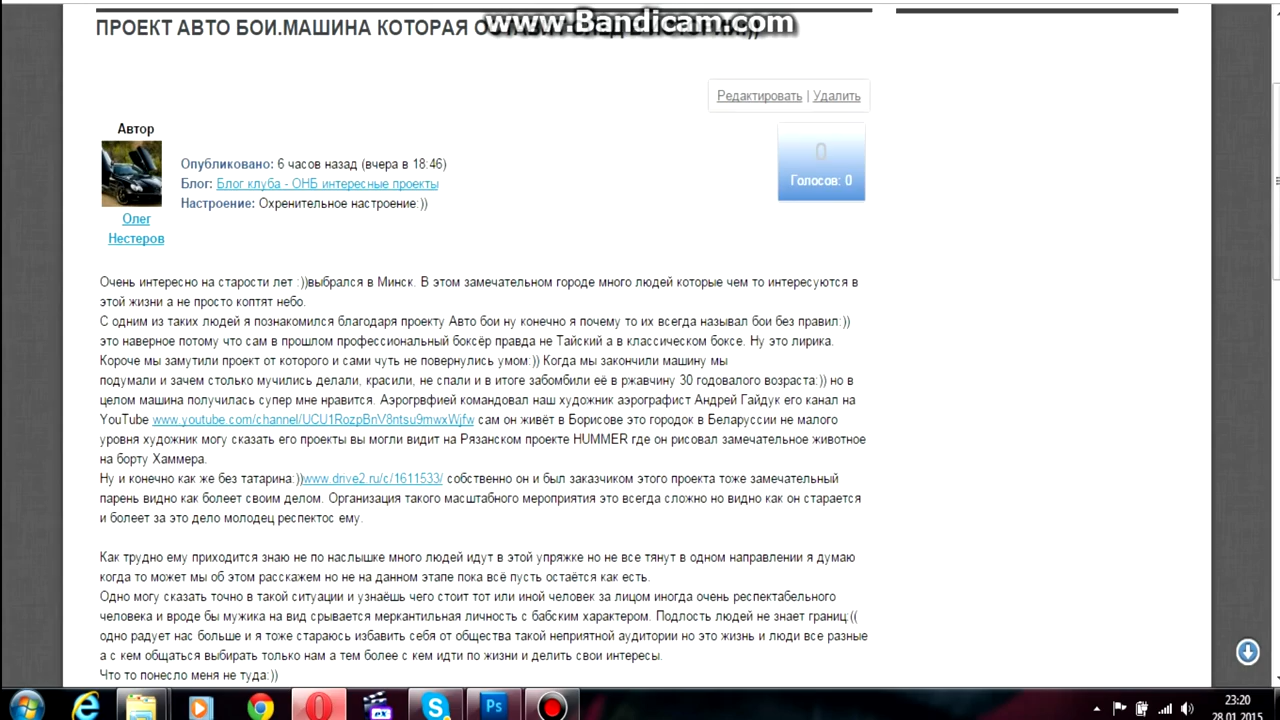 www.Bandicam.com
ПРОЕКТ АВТО БОИ.МАШИНА КОТОРАЯ
Редактировать | Удалить
Автор
0
Опубликовано: 6 часов назад (вчера в 18:46)
Голосов: 0
Блог: Блог клуба - ОНБ интересные проекты
Настроение: Охренительное настроение:))
Олег
Нестеров
Очень интересно на старости лет :))выбрался в Минск. В этом замечательном городе много людей которые чем то интересуются в
этой жизни а не просто коптят небо.
С одним из таких людей я познакомился благодаря проекту Авто бои ну конечно я почему то их всегда называл бои без правил:))
это наверное потому что сам в прошлом профессиональный боксёр правда не Тайский а в классическом боксе. Ну это лирика.
Короче мы замутили проект от которого и сами чуть не повернулись умом:)) Когда мы закончили машину мы
подумали и зачем столько мучились делали, красили, не спали и в итоге забомбили её в ржавчину 30 годовалого возраста:)) но в
целом машина получилась супер мне нравится. Аэрогрвфией командовал наш художник аэрографист Андрей Гайдук его канал на
YouTube www.youtube.com/channel/UCU1RozpBnV8ntsu9mwxWjfw сам он живёт в Борисове это городок в Беларуссии не малого
уровня художник могу сказать его проекты вы могли видит на Рязанском проекте HUMMER где он рисовал замечательное животное
на борту Хаммера.
Ну и конечно как же без татарина:))www.drive2.ru/c/1611533/ собственно он и был заказчиком этого проекта тоже замечательный
парень видно как болеет своим делом. Организация такого масштабного мероприятия это всегда сложно но видно как он старается
и болеет за это дело молодец респектос ему.
Как трудно ему приходится знаю не по наслышке много людей идут в этой упряжке но не все тянут в одном направлении я думаю
когда то может мы об этом расскажем но не на данном этапе пока всё пусть остаётся как есть.
Одно могу сказать точно в такой ситуации и узнаёшь чего стоит тот или иной человек за лицом иногда очень респектабельного
человека и вроде бы мужика на вид срывается меркантильная личность с бабским характером. Подлость людей не знает границ:((
одно радует нас больше и я тоже стараюсь избавить себя от общества такой неприятной аудитории но это жизнь и люди все разные
а с кем общаться выбирать только нам а тем более с кем идти по жизни и делить свои интересы.
Что то понесло меня не туда:))
Ps
23:20
28.01.2015